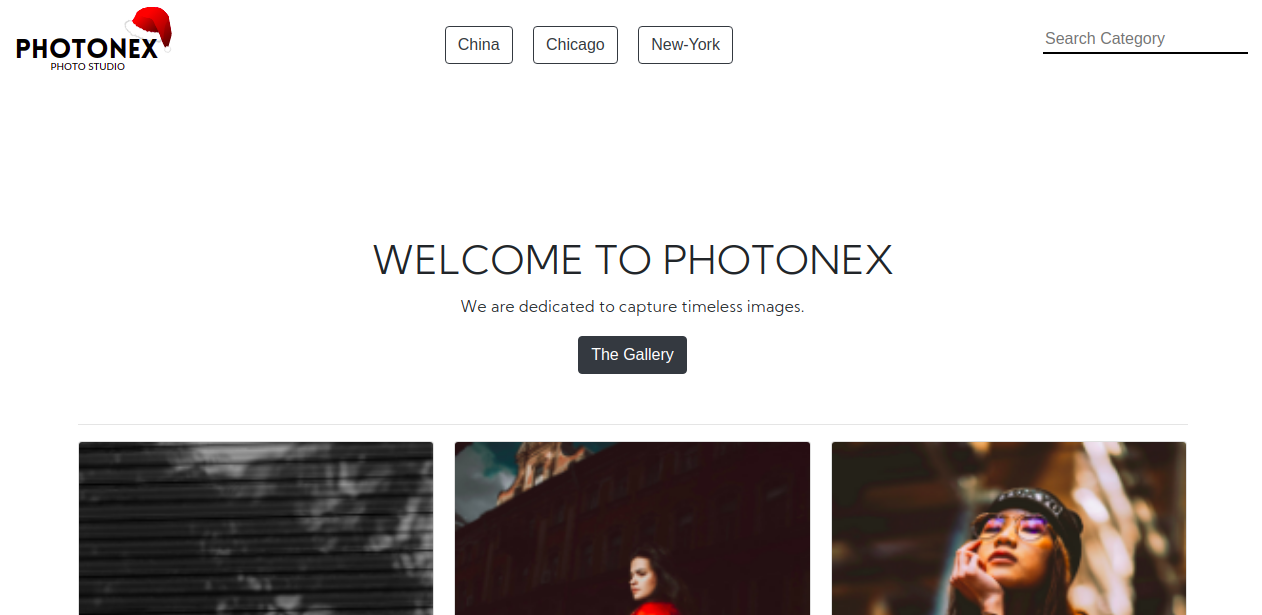 PHOTONEX
PHOTO STUDIO
China
Chicago
New-York
Search Category
WELCOME TO PHOTONEX
We are dedicated to capture timeless images.
The Gallery